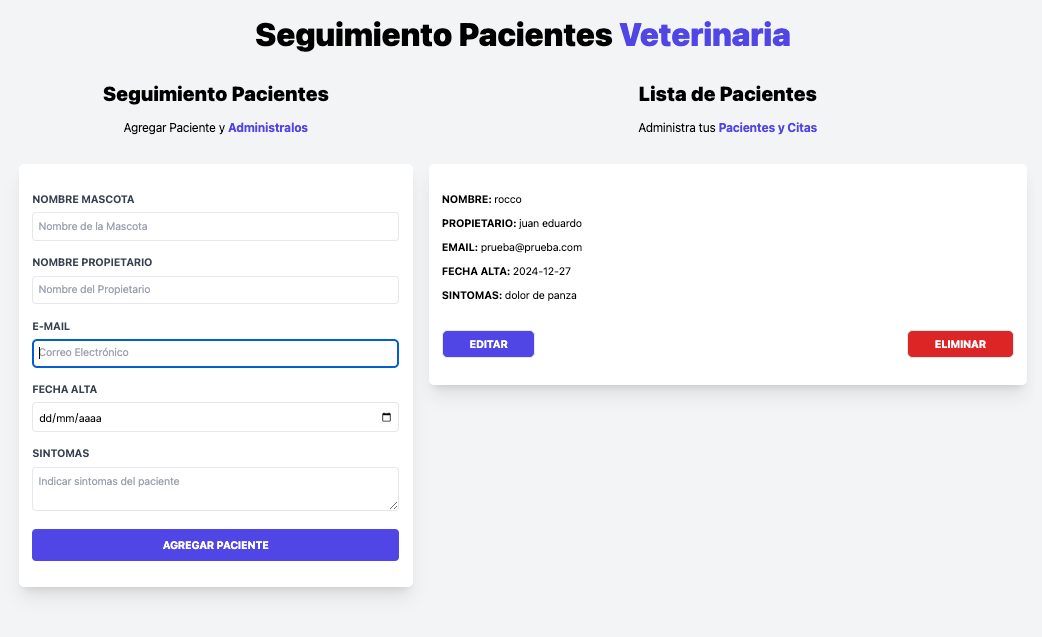 Seguimiento Pacientes Veterinaria
Seguimiento Pacientes
Agregar Paciente y Administralos
NOMBRE MASCOTA
Nombre de la Mascota
NOMBRE PROPIETARIO
Nombre del Propietario
E-MAIL
Correo Electrónico
FECHA ALTA
dd/mm/aaaa
SINTOMAS
Indicar sintomas del paciente
AGREGAR PACIENTE
Lista de Pacientes
Administra tus Pacientes y Citas
NOMBRE: rocco
PROPIETARIO: juan eduardo
EMAIL: prueba@prueba.com
FECHA ALTA: 2024-12-27
SINTOMAS: dolor de panza
EDITAR
ELIMINAR